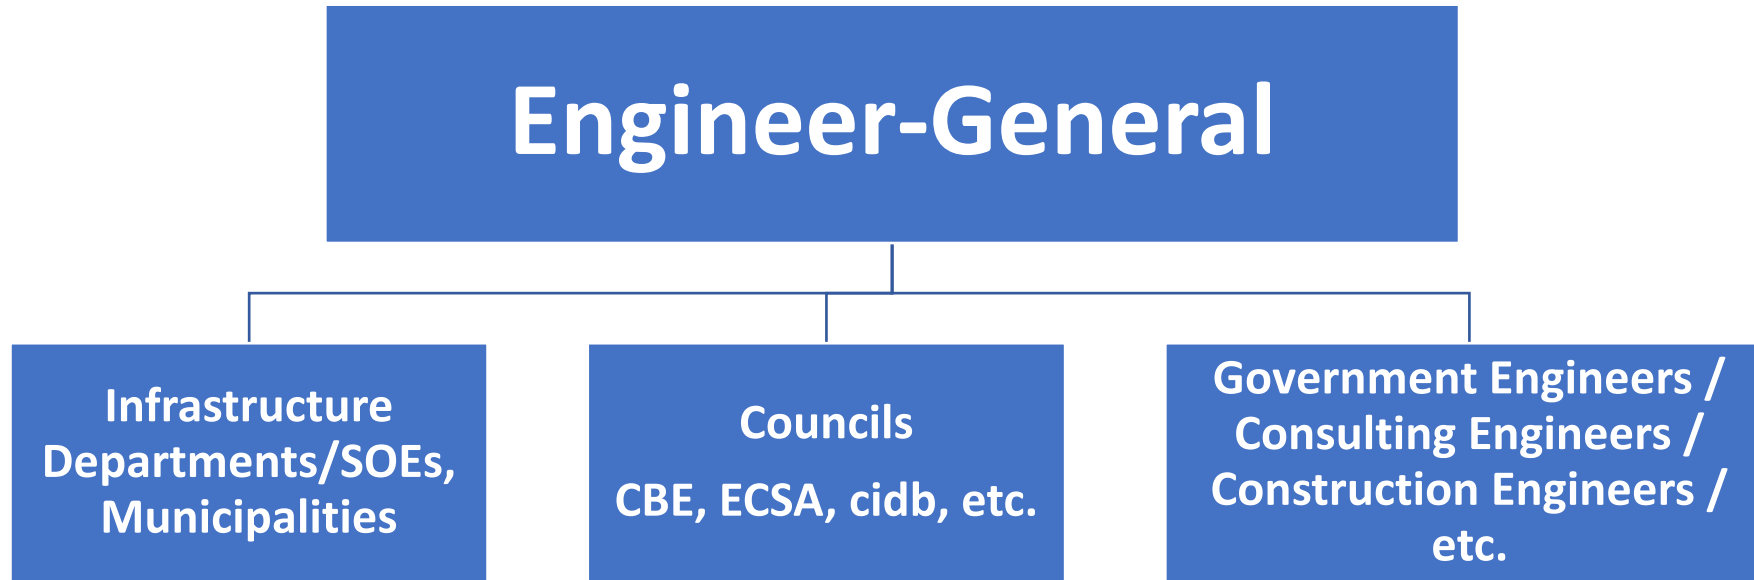 Engineer-General
Infrastructure
Departments/SOEs,
Municipalities
Councils
CBE, ECSA, cidb, etc.
Government Engineers /
Consulting Engineers /
Construction Engineers /
etc.